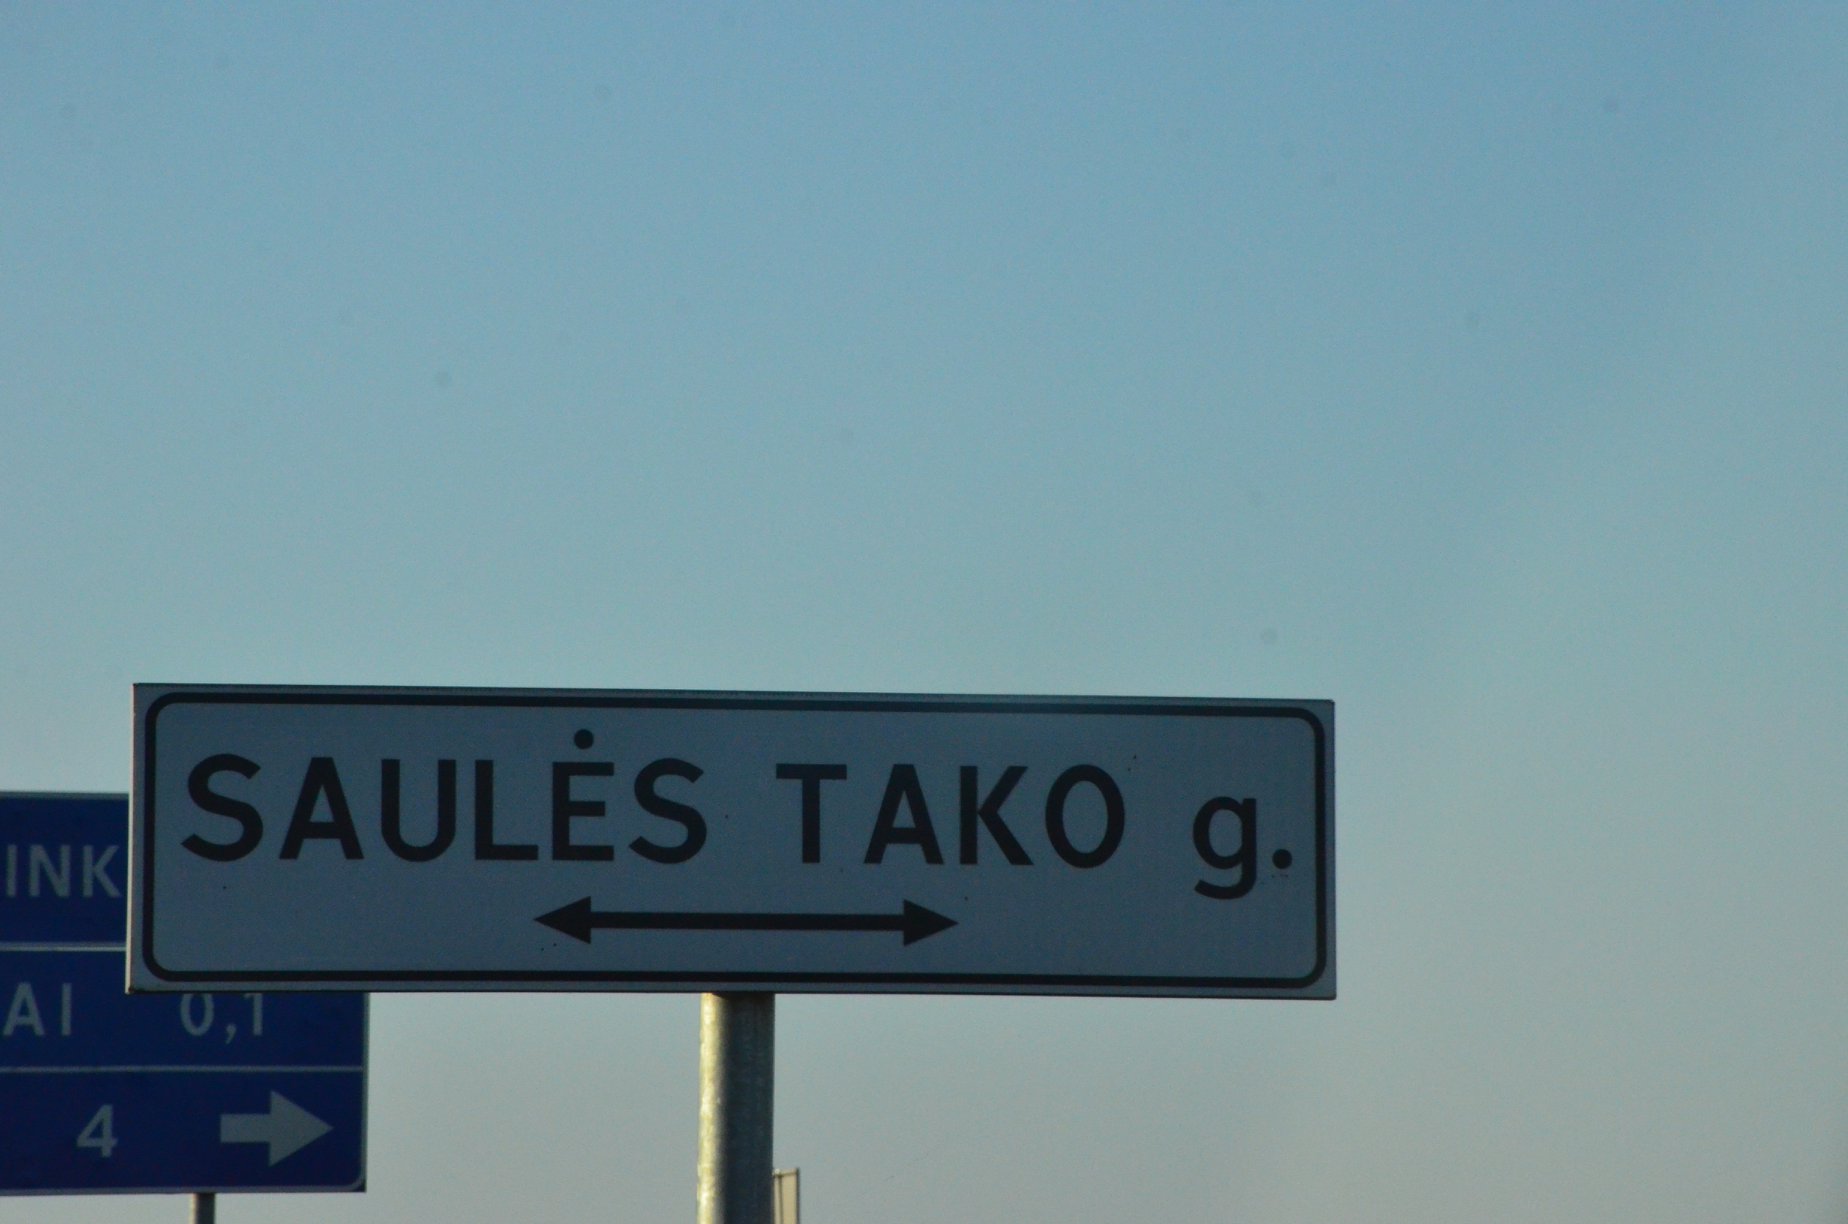 SAULĖS TAKO g.
INK
AI 0,1
4